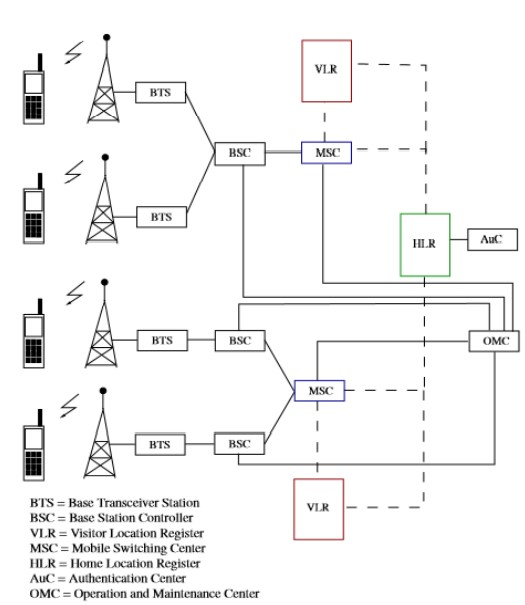 VLR
BTS
BSC
MSC
BTS
HLR
AuC
BTS
BSC
OMC
MSC
BTS
BSC
VLR
BTS = Base Transceiver Station
BSC = Base Station Controller
VLR = Visitor Location Register
MSC = Mobile Switching Center
HLR = Home Location Register
AuC = Authentication Center
OMC = Operation and Maintenance Center